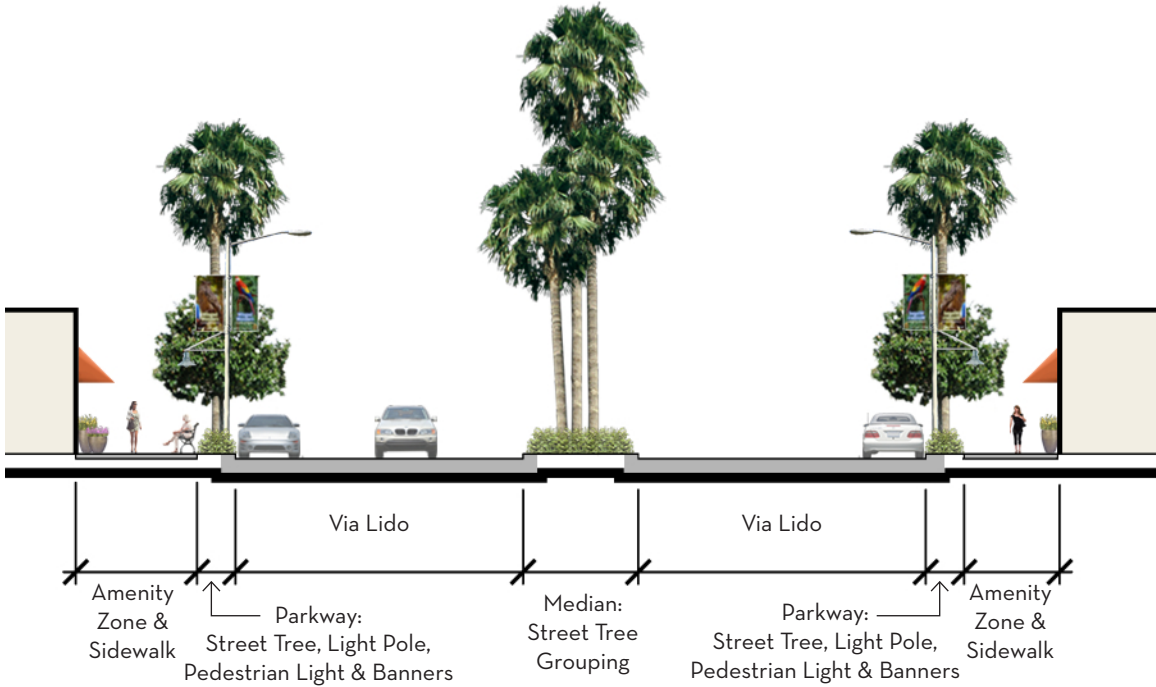 Via Lido
Via Lido
Amenity
Zone &
Sidewalk
Parkway:
Street Tree, Light Pole,
Pedestrian Light & Banners
Median:
Street Tree
Grouping
Parkway:
Street Tree, Light Pole,
Pedestrian Light & Banners
Amenity
Zone &
Sidewalk